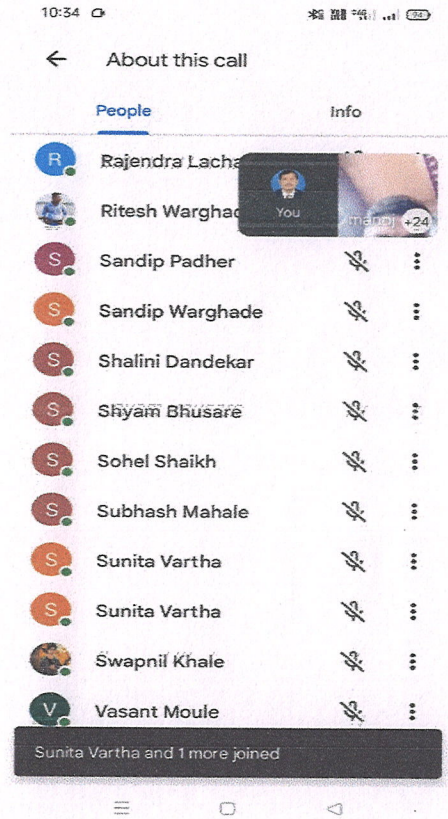 10:34
94
About this call
People Info
R Rajendra Lacha
Ritesh Warghad
You manoj +24
S Sandip Padher
S Sandip Warghade
S Shalini Dandekar
S Shyam Bhusare
S Sohel Shaikh
S Subhash Mahale
S Sunita Vartha
S Sunita Vartha
Swapnil Khale
V Vasant Moule
Sunita Vartha and 1 more joined